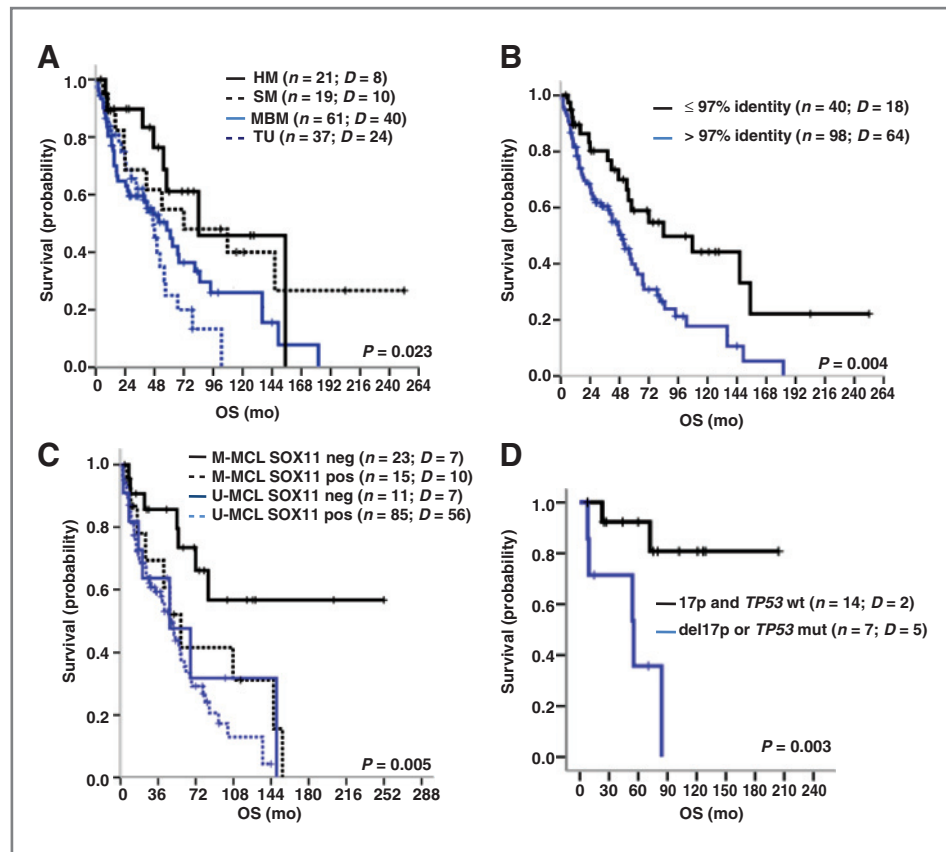 A
HM (n = 21; D = 8)
SM (n = 19; D = 10)
MBM (n = 61; D = 40)
TU (n = 37; D = 24)
Survival (probability)
1.0
0.8
0.6
0.4
0.2
0.0
P = 0.023
0 24 48 72 96 120 144 168 192 216 240 264
OS (mo)
B
≤ 97% identity (n = 40; D = 18)
> 97% identity (n = 98; D = 64)
Survival (probability)
1.0
0.8
0.6
0.4
0.2
0.0
P = 0.004
0 24 48 72 96 120 144 168 192 216 240 264
OS (mo)
C
M-MCL SOX11 neg (n = 23; D = 7)
M-MCL SOX11 pos (n = 15; D = 10)
U-MCL SOX11 neg (n = 11; D = 7)
U-MCL SOX11 pos (n = 85; D = 56)
Survival (probability)
1.0
0.8
0.6
0.4
0.2
0.0
P = 0.005
0 36 72 108 144 180 216 252 288
OS (mo)
D
17p and TP53 wt (n = 14; D = 2)
del17p or TP53 mut (n = 7; D = 5)
Survival (probability)
1.0
0.8
0.6
0.4
0.2
0.0
P = 0.003
0 30 60 90 120 150 180 210 240
OS (mo)